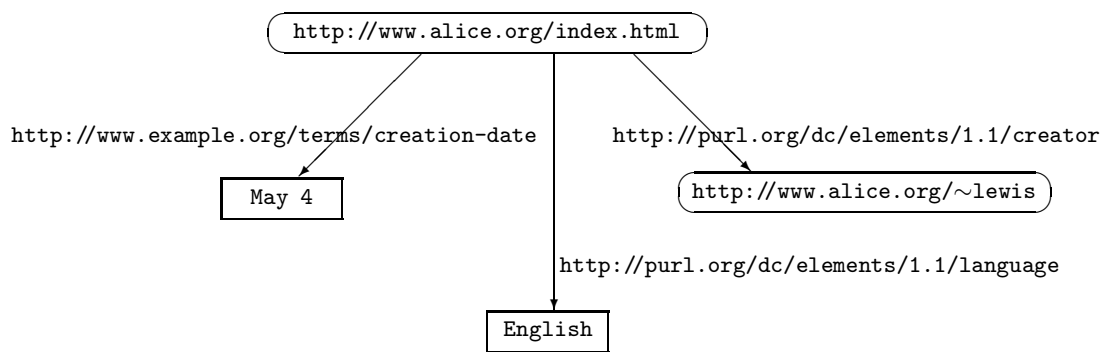 http://www.alice.org/index.html
http://www.example.org/terms/creation-date
http://purl.org/dc/elements/1.1/creator
May 4
http://www.alice.org/∼lewis
http://purl.org/dc/elements/1.1/language
English